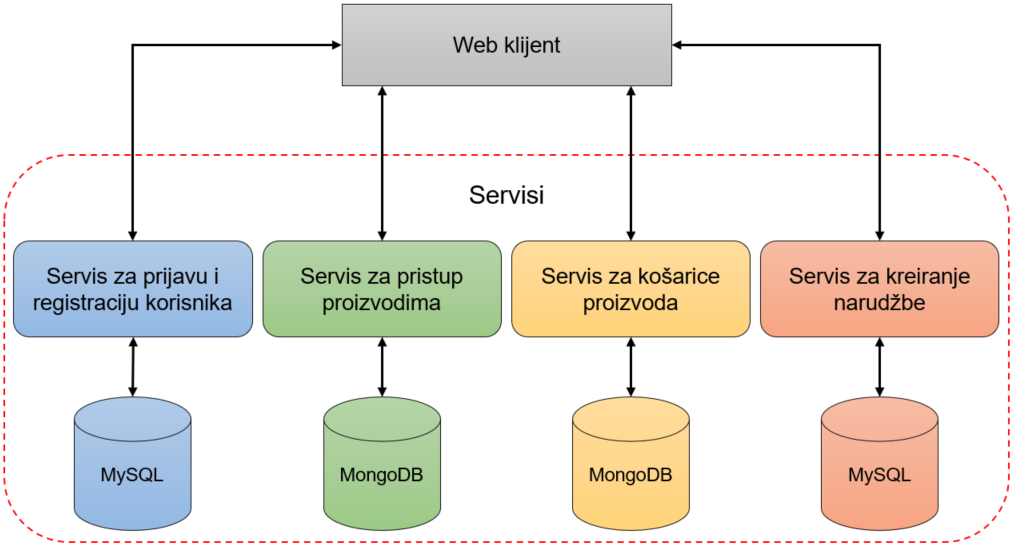 Web klijent
Servisi
Servis za prijavu i
registraciju korisnika
Servis za pristup
proizvodima
Servis za košarice
proizvoda
Servis za kreiranje
narudžbe
MySQL
MongoDB
MongoDB
MySQL